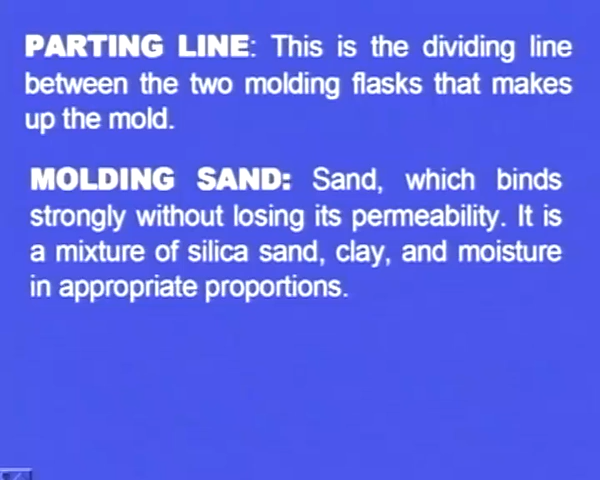 PARTING LINE: This is the dividing line
between the two molding flasks that makes
up the mold.
MOLDING SAND: Sand, which binds
strongly without losing its permeability. It is
a mixture of silica sand, clay, and moisture
in appropriate proportions.